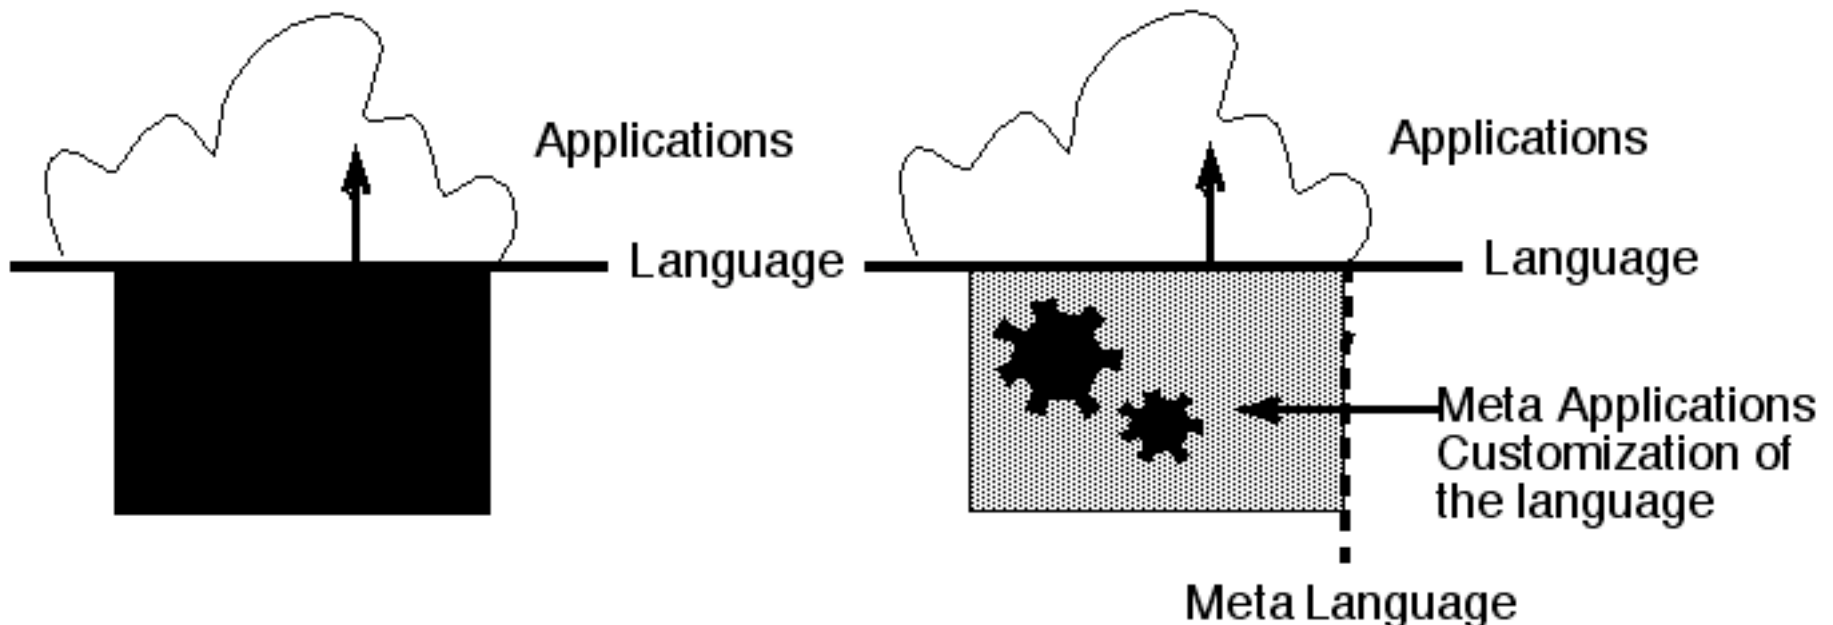 Applications
Language
Applications
Language
Meta Applications
Customization of
the language
Meta Language